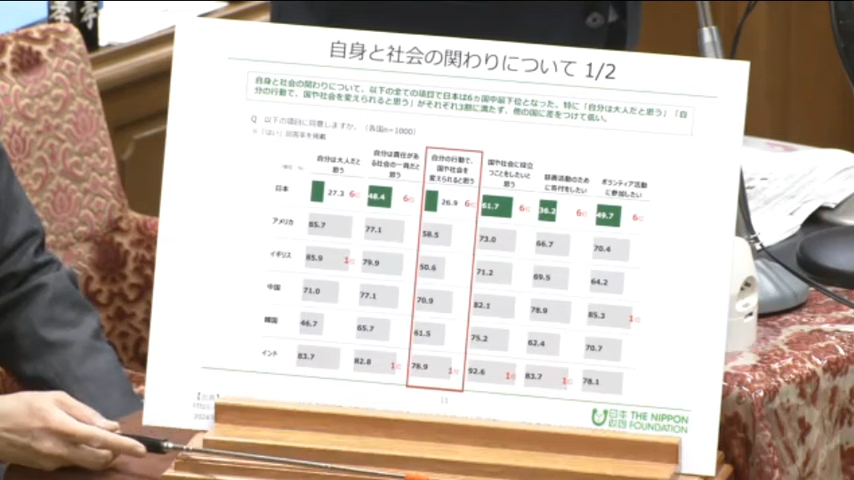 自身と社会の関わりについて 1/2
自身と社会の関わりについて、以下の全ての項目で日本は6ヵ国中最下位となった。特に「自分は大人だと思う」「自
分の行動で、国や社会を変えられると思う」がそれぞれ3割に満たず、他の国に差をつけて低い。
Q 以下の項目に同意しますか。(各国n=1000)
※「はい」回答率を掲載
自分は大人だと
思う
自分は責任があ
る社会の一員だと
思う
自分の行動で、
国や社会を
変えられると思う
国や社会に役立
つことをしたいと
思う
慈善活動のため
に寄付をしたい
ボランティア活動
に参加したい
日本 27.3 6位 48.4 6位 26.9 6位 61.7 6位 36.2 6位 49.7 6位
アメリカ 85.7 77.1 58.5 73.0 66.7 70.4
イギリス 85.9 1位 79.9 50.6 71.2 69.5 64.2
中国 71.0 77.1 70.9 82.1 78.9 85.3 1位
韓国 46.7 65.7 61.5 75.2 62.4 70.7
インド 83.7 82.8 1位 78.9 1位 92.6 1位 83.7 1位 78.1
11
日本
財団
THE NIPPON
FOUNDATION